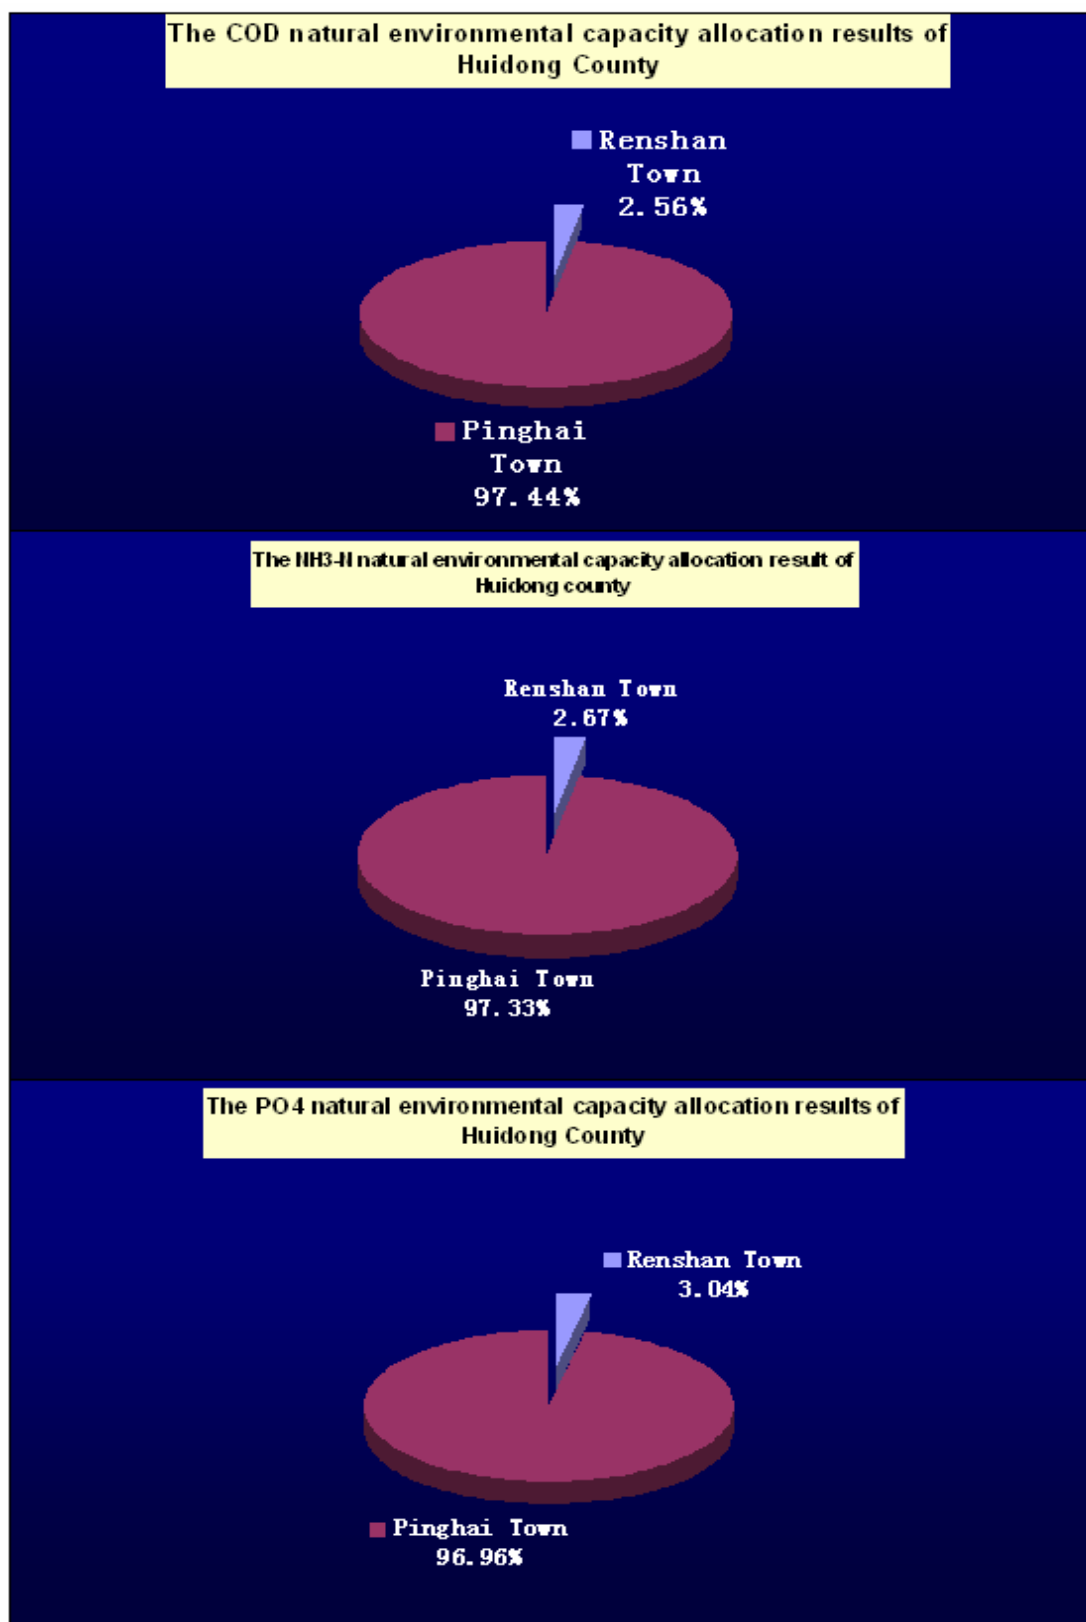 The COD natural environmental capacity allocation results of
Huidong County
Renshan
Town
2.56%
Pinghai
Town
97.44%
The NH3-N natural environmental capacity allocation result of
Huidong county
Renshan Town
2.67%
Pinghai Town
97.33%
The PO4 natural environmental capacity allocation results of
Huidong County
Renshan Town
3.04%
Pinghai Town
96.96%